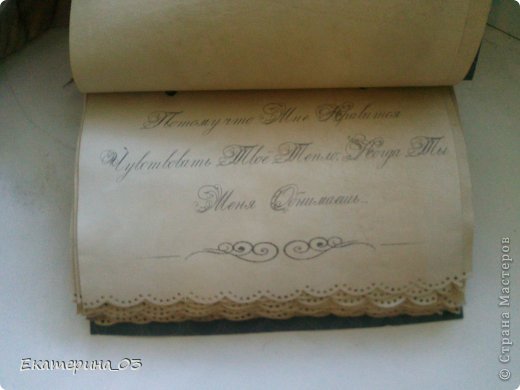 Потому что Мне Нравится
Чувствовать Твоё Тепло, Когда Ты
Меня Обнимаешь...
Екатерина_03
© Страна Мастеров